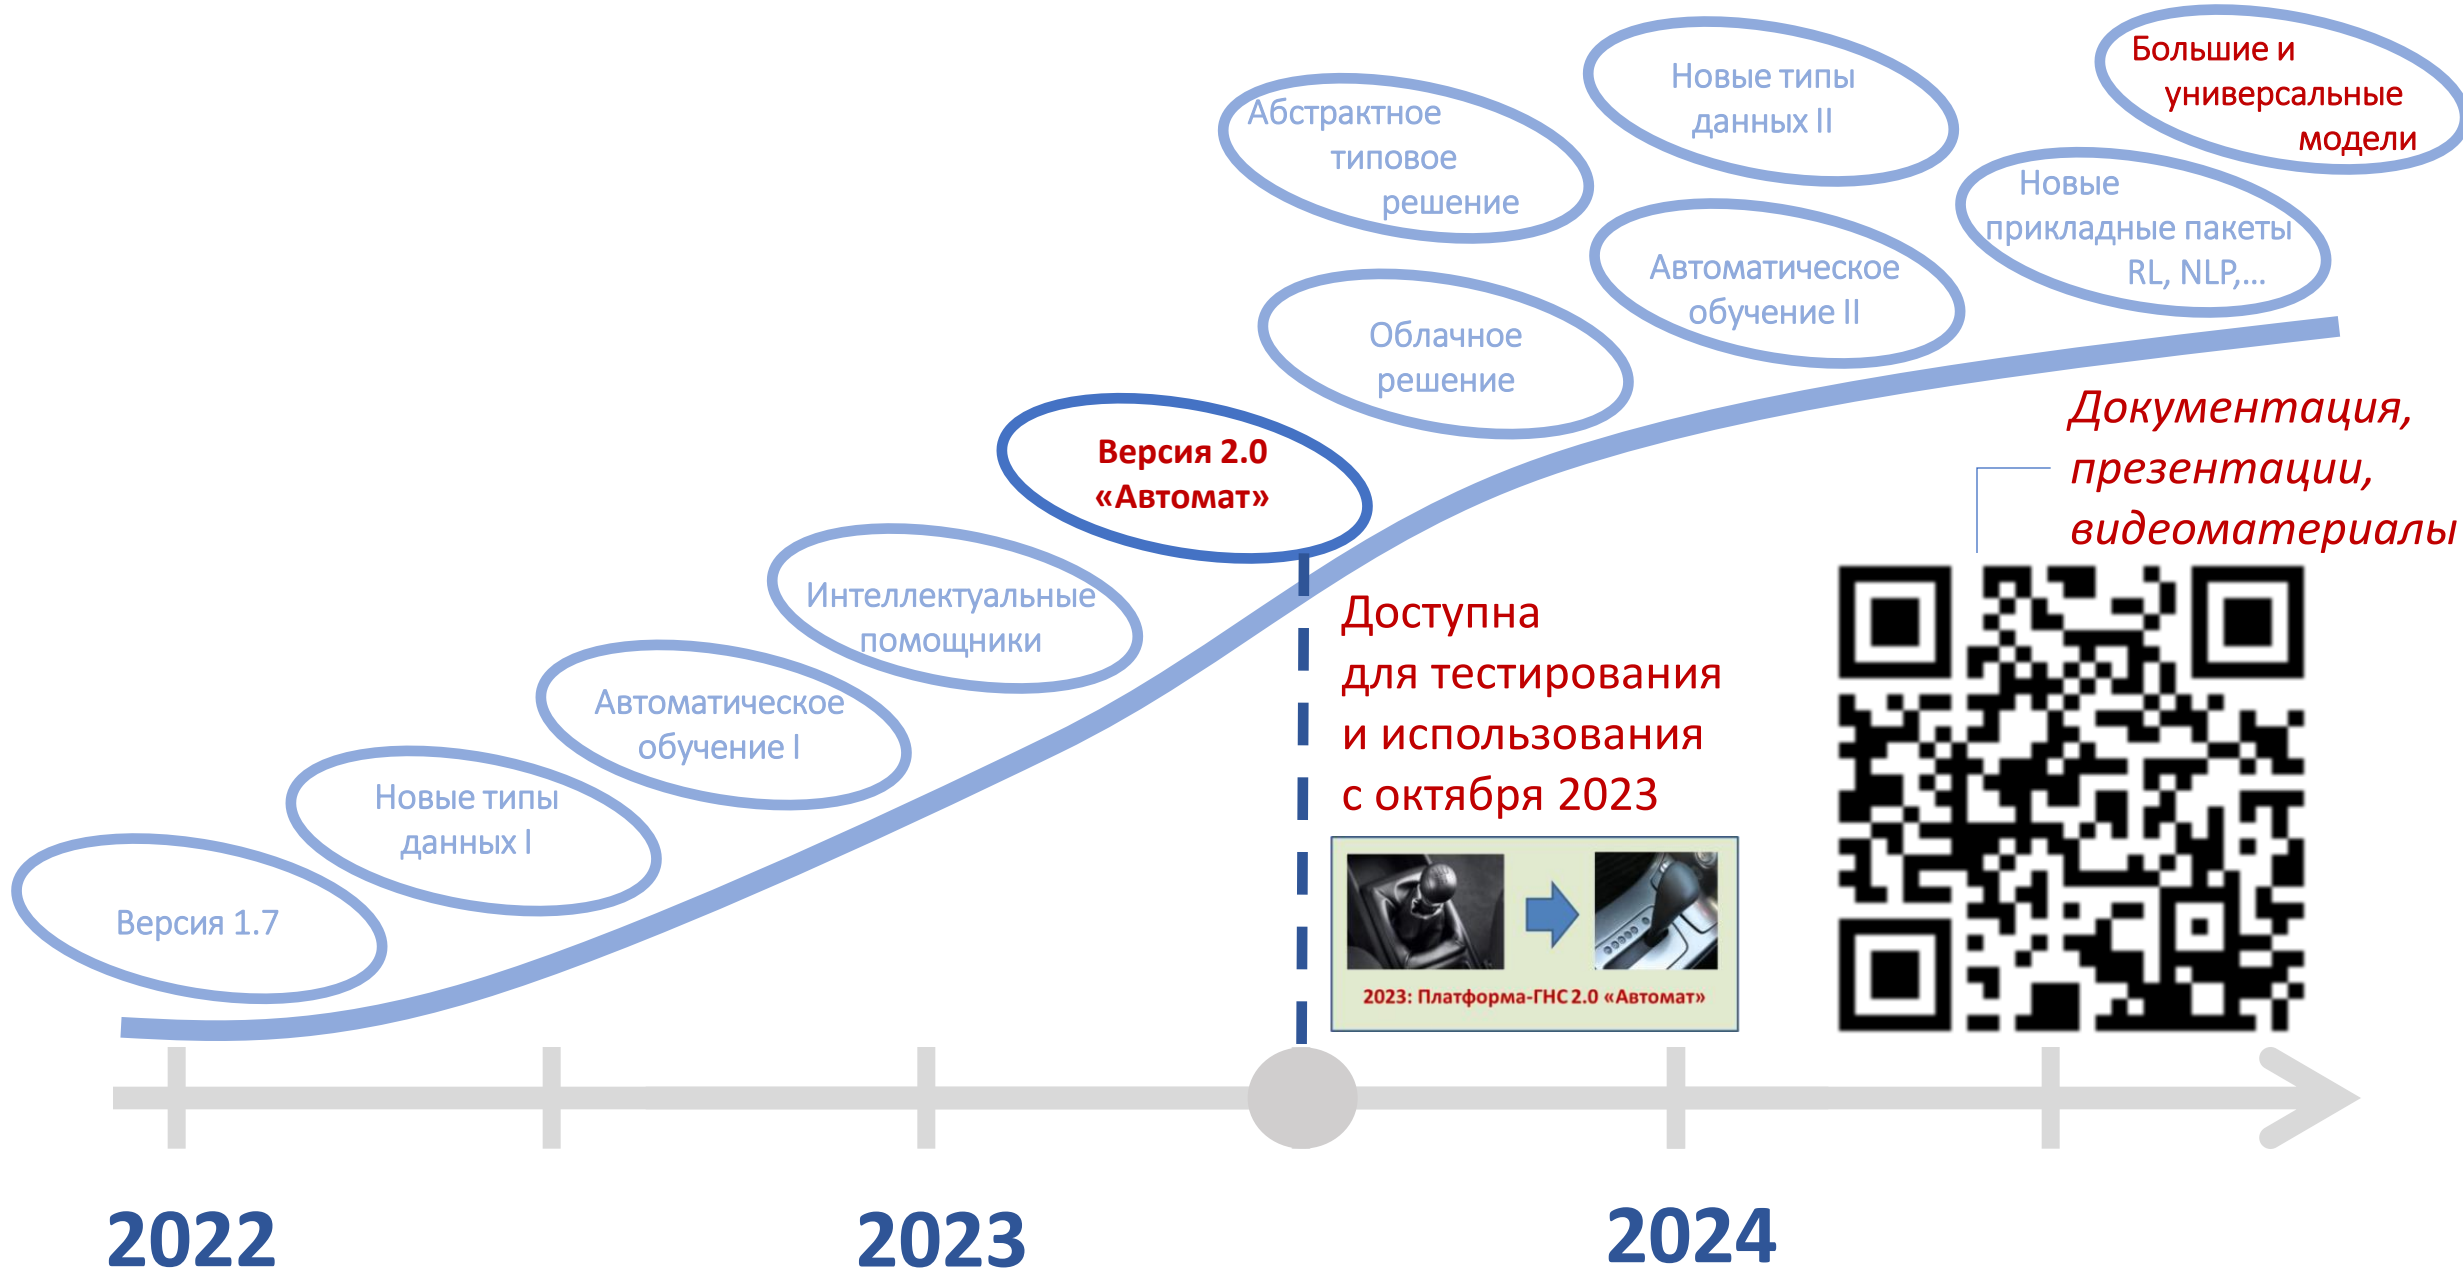 Большие и
универсальные
модели
Новые типы
данных II
Абстрактное
типовое
решение
Новые
прикладные пакеты
RL, NLP,...
Автоматическое
обучение II
Облачное
решение
Версия 2.0
«Автомат»
Интеллектуальные
помощники
Автоматическое
обучение I
Новые типы
данных I
Версия 1.7
Документация,
презентации,
видеоматериалы
Доступна
для тестирования
и использования
с октября 2023
2023: Платформа-ГНС 2.0 «Автомат»
2022
2023
2024